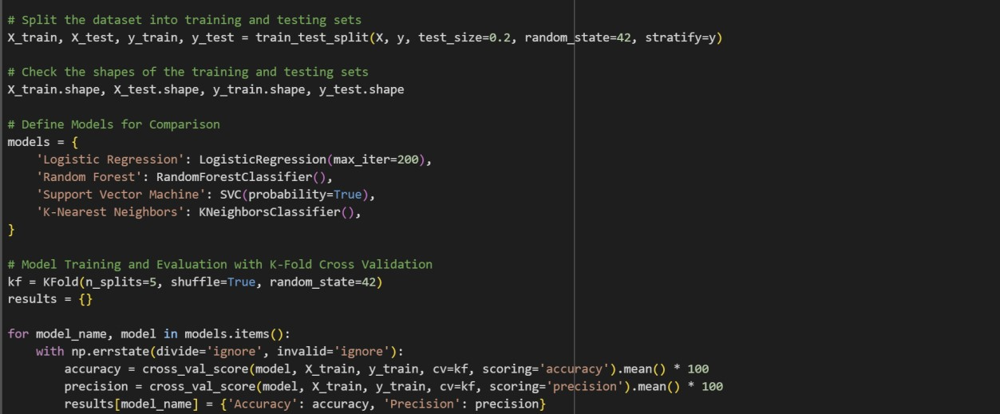 # Split the dataset into training and testing sets
X_train, X_test, y_train, y_test = train_test_split(X, y, test_size=0.2, random_state=42, stratify=y)
# Check the shapes of the training and testing sets
X_train.shape, X_test.shape, y_train.shape, y_test.shape
# Define Models for Comparison
models = {
    'Logistic Regression': LogisticRegression(max_iter=200),
    'Random Forest': RandomForestClassifier(),
    'Support Vector Machine': SVC(probability=True),
    'K-Nearest Neighbors': KNeighborsClassifier(),
}
# Model Training and Evaluation with K-Fold Cross Validation
kf = KFold(n_splits=5, shuffle=True, random_state=42)
results = {}
for model_name, model in models.items():
    with np.errstate(divide='ignore', invalid='ignore'):
        accuracy = cross_val_score(model, X_train, y_train, cv=kf, scoring='accuracy').mean() * 100
        precision = cross_val_score(model, X_train, y_train, cv=kf, scoring='precision').mean() * 100
        results[model_name] = {'Accuracy': accuracy, 'Precision': precision}